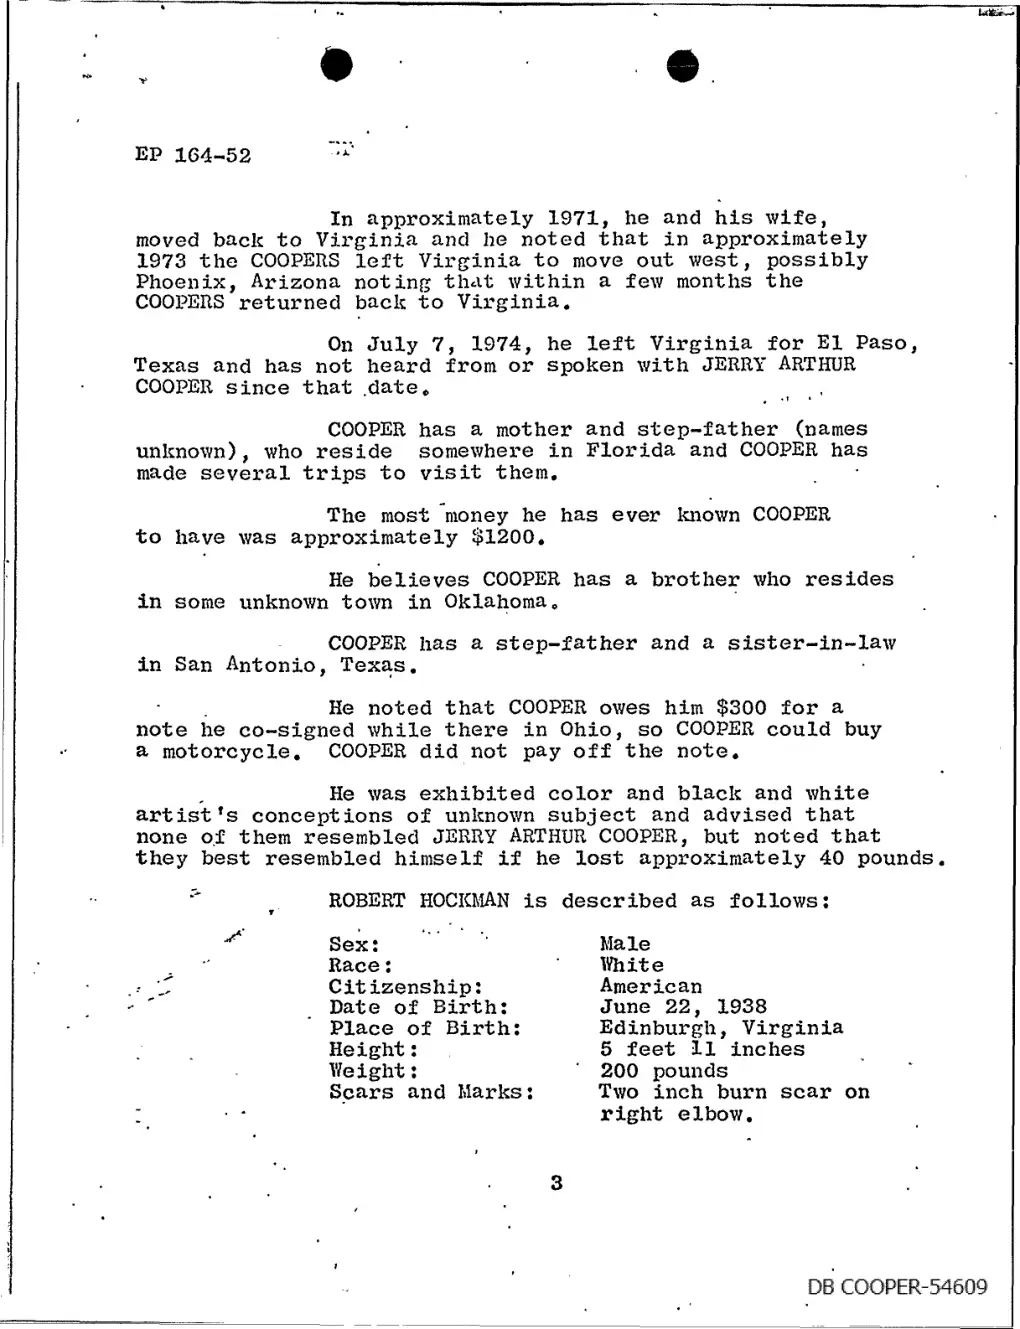 EP 164-52
In approximately 1971, he and his wife,
moved back to Virginia and he noted that in approximately
1973 the COOPERS left Virginia to move out west, possibly
Phoenix, Arizona noting that within a few months the
COOPERS returned back to Virginia.
On July 7, 1974, he left Virginia for El Paso,
Texas and has not heard from or spoken with JERRY ARTHUR
COOPER since that date.
COOPER has a mother and step-father (names
unknown), who reside somewhere in Florida and COOPER has
made several trips to visit them.
The most money he has ever known COOPER
to have was approximately $1200.
He believes COOPER has a brother who resides
in some unknown town in Oklahoma.
COOPER has a step-father and a sister-in-law
in San Antonio, Texas.
He noted that COOPER owes him $300 for a
note he co-signed while there in Ohio, so COOPER could buy
a motorcycle. COOPER did not pay off the note.
He was exhibited color and black and white
artist's conceptions of unknown subject and advised that
none of them resembled JERRY ARTHUR COOPER, but noted that
they best resembled himself if he lost approximately 40 pounds.
ROBERT HOCKMAN is described as follows:
Sex: Male
Race: White
Citizenship: American
Date of Birth: June 22, 1938
Place of Birth: Edinburgh, Virginia
Height: 5 feet 11 inches
Weight: 200 pounds
Scars and Marks: Two inch burn scar on
right elbow.
3
DB COOPER-54609